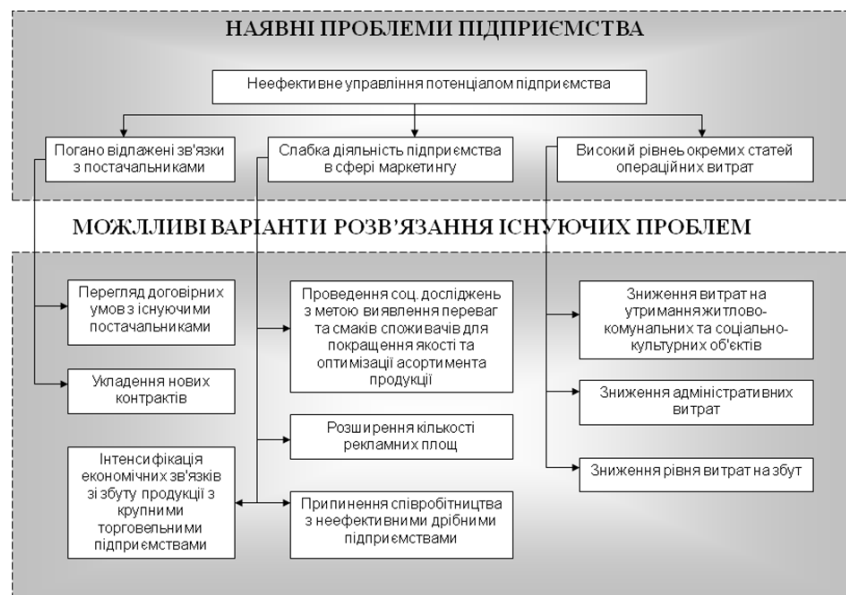 НАЯВНІ ПРОБЛЕМИ ПІДПРИЄМСТВА
Неефективне управління потенціалом підприємства
Погано відлажені зв'язки
з постачальниками
Слабка діяльність підприємства
в сфері маркетингу
Високий рівнеь окремих статей
операційних витрат
МОЖЛЛИВІ ВАРІАНТИ РОЗВ’ЯЗАННЯ ІСНУЮЧИХ ПРОБЛЕМ
Перегляд договірних
умов з існуючими
постачальниками
Укладення нових
контрактів
Інтенсифікація
економічних зв'язків
зі збуту продукції з
крупними
торговельними
підприємствами
Проведення соц. досліджень
з метою виявлення переваг
та смаків споживачів для
покращення якості та
оптимізації асортимента
продукції
Розширення кількості
рекламних площ
Припинення співробітництва
з неефективними дрібними
підприємствами
Зниження витрат на
утримання житлово-
комунальних та соціально-
культурних об'єктів
Зниження адміністративних
витрат
Зниження рівня витрат на збут